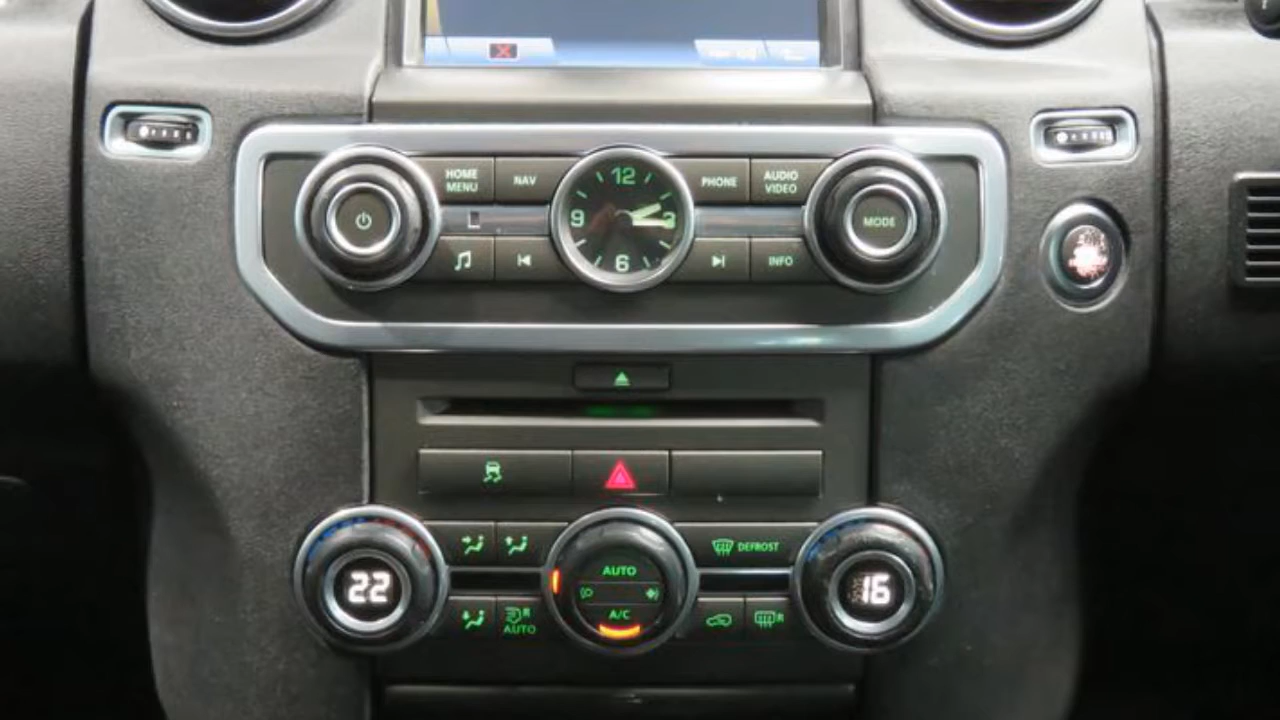 HOME
MENU
NAV
12
3
6
9
PHONE
AUDIO
VIDEO
MODE
INFO
22
R
AUTO
AUTO
A/C
DEFROST
R
16